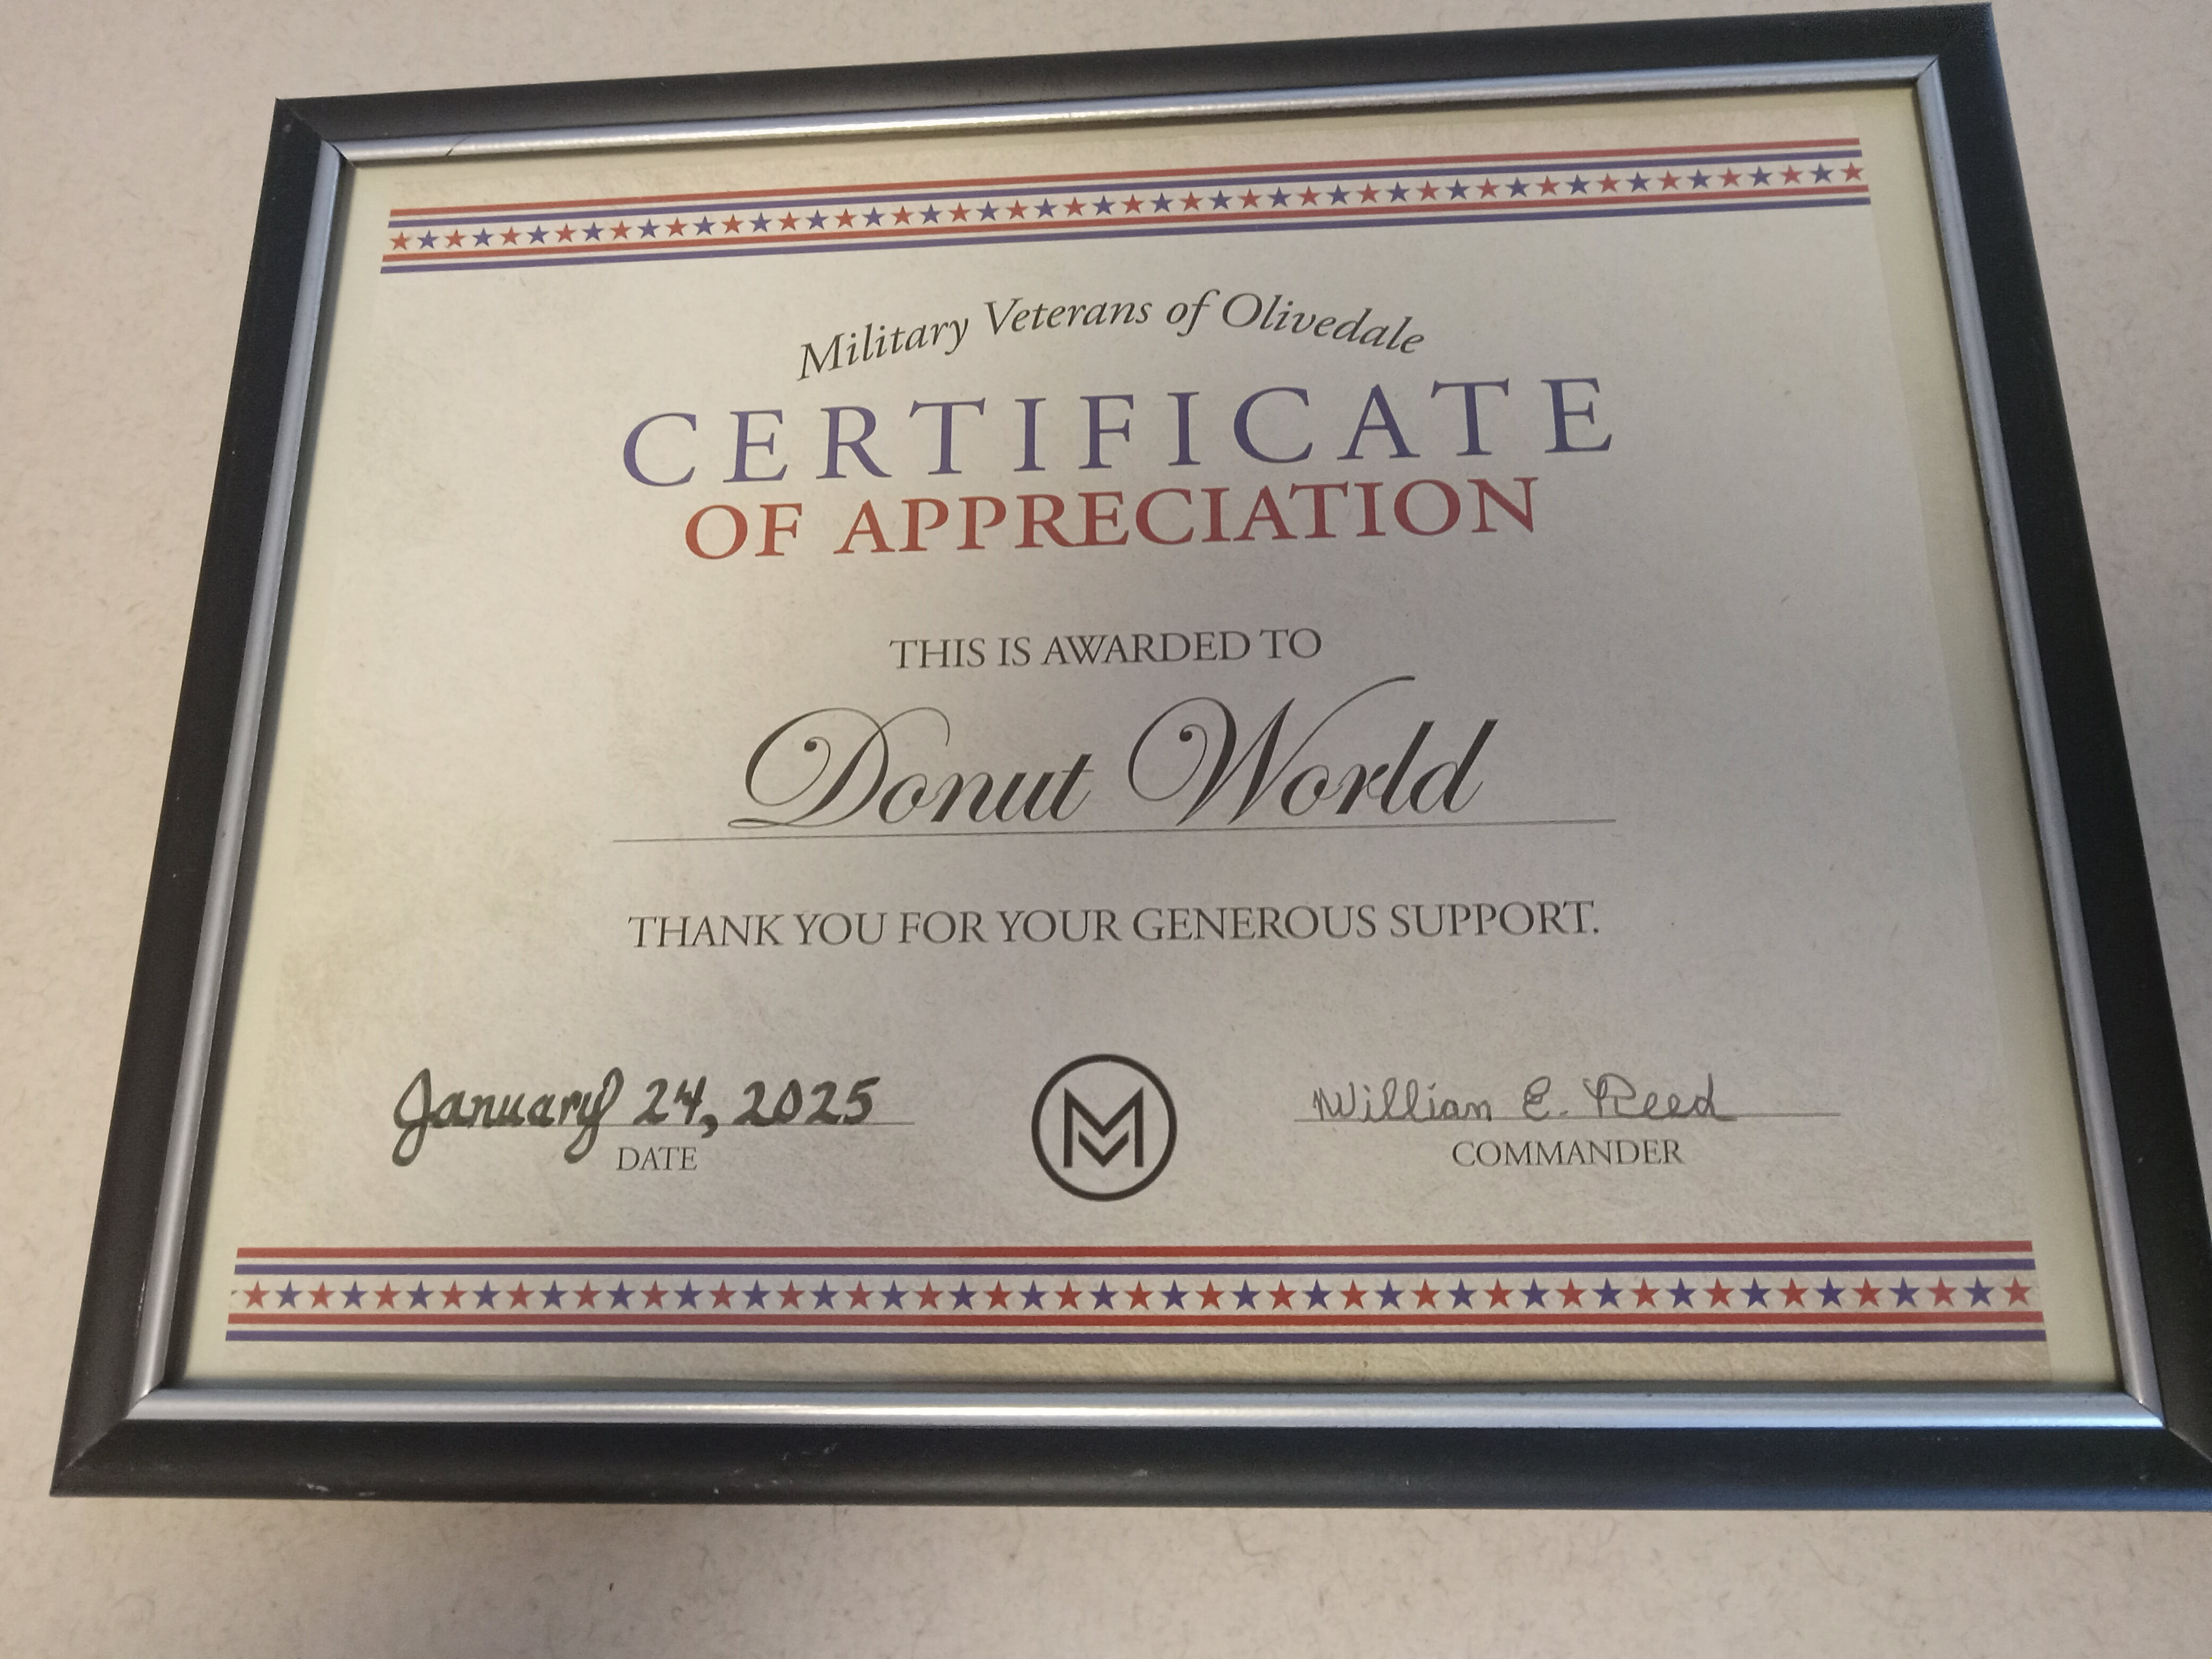 Military Veterans of Olivedale
CERTIFICATE
OF APPRECIATION
THIS IS AWARDED TO
Donut World
THANK YOU FOR YOUR GENEROUS SUPPORT.
January 24, 2025
DATE
William E. Reed
COMMANDER